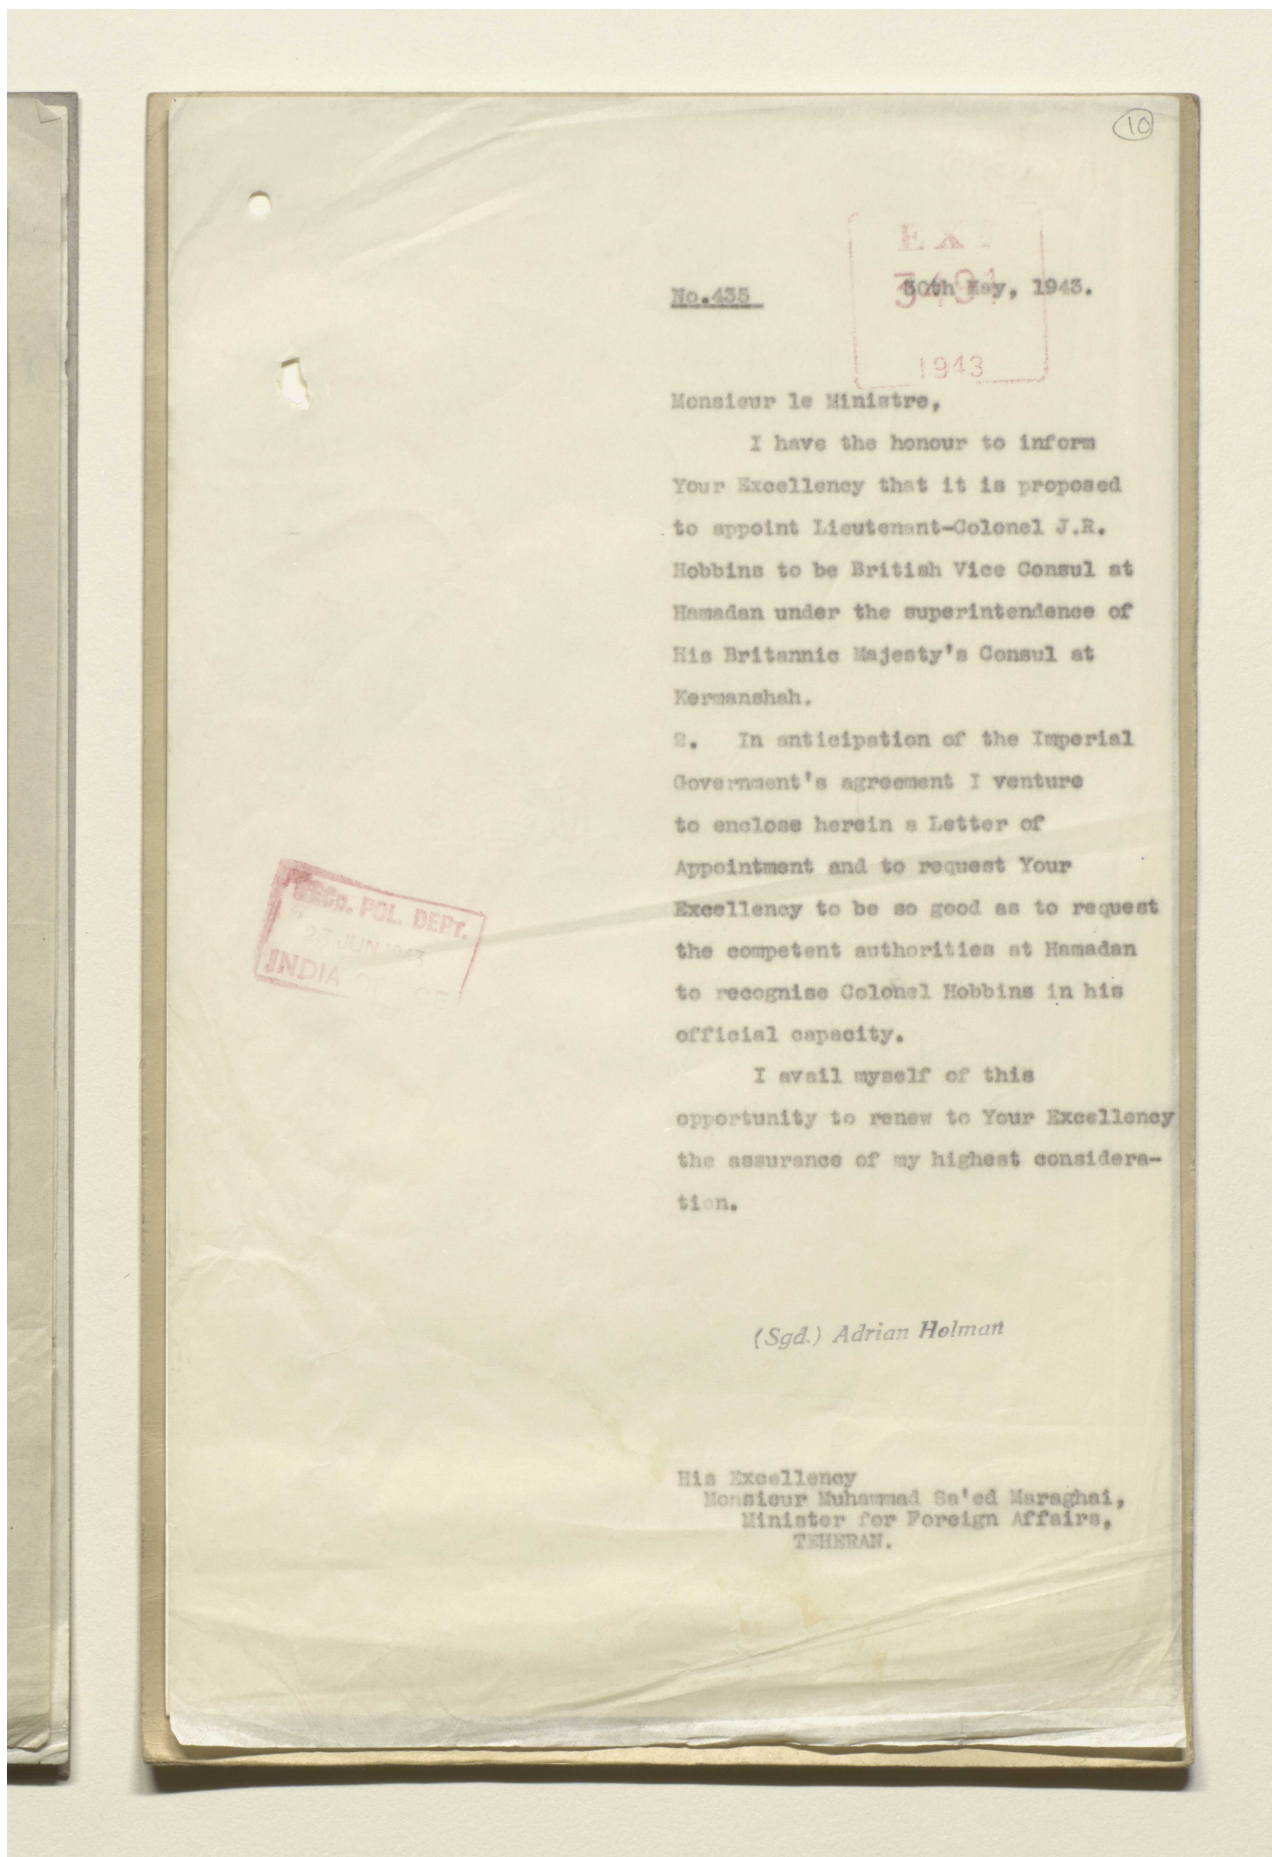 10
EXT
3491
1943
No.435
30th May, 1943.
Monsieur le Ministre,
I have the honour to inform
Your Excellency that it is proposed
to appoint Lieutenant-Colonel J.R.
Hobbins to be British Vice Consul at
Hamadan under the superintendence of
His Britannic Majesty's Consul at
Kermanshah.
2. In anticipation of the Imperial
Government's agreement I venture
to enclose herein a Letter of
Appointment and to request Your
Excellency to be so good as to request
the competent authorities at Hamadan
to recognise Colonel Hobbins in his
official capacity.
I avail myself of this
opportunity to renew to Your Excellency
the assurance of my highest considera-
tion.
RECD. POL. DEPT.
23 JUN 1943
INDIA OFFICE
(Sgd.) Adrian Holman
His Excellency
Monsieur Muhammad Sa'ed Maraghai,
Minister for Foreign Affairs,
TEHERAN.